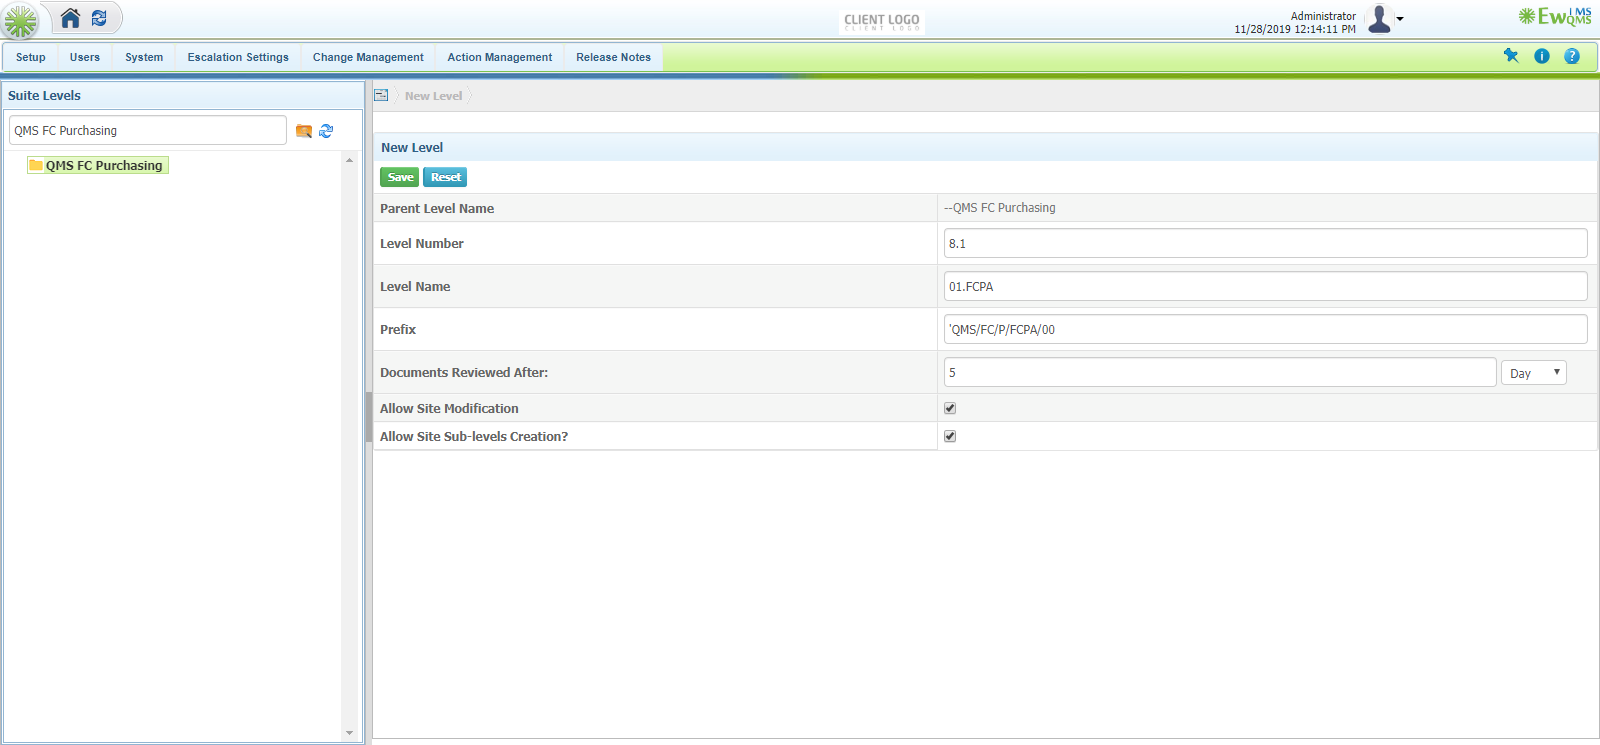 CLIENT LOGO
CLIENT LOGO
Administrator
11/28/2019 12:14:11 PM
EwQMS
IMS
Setup
Users
System
Escalation Settings
Change Management
Action Management
Release Notes
Suite Levels
QMS FC Purchasing
QMS FC Purchasing
New Level
New Level
Save
Reset
Parent Level Name
--QMS FC Purchasing
Level Number
8.1
Level Name
01.FCPA
Prefix
'QMS/FC/P/FCPA/00
Documents Reviewed After:
5
Day
Allow Site Modification
Allow Site Sub-levels Creation?